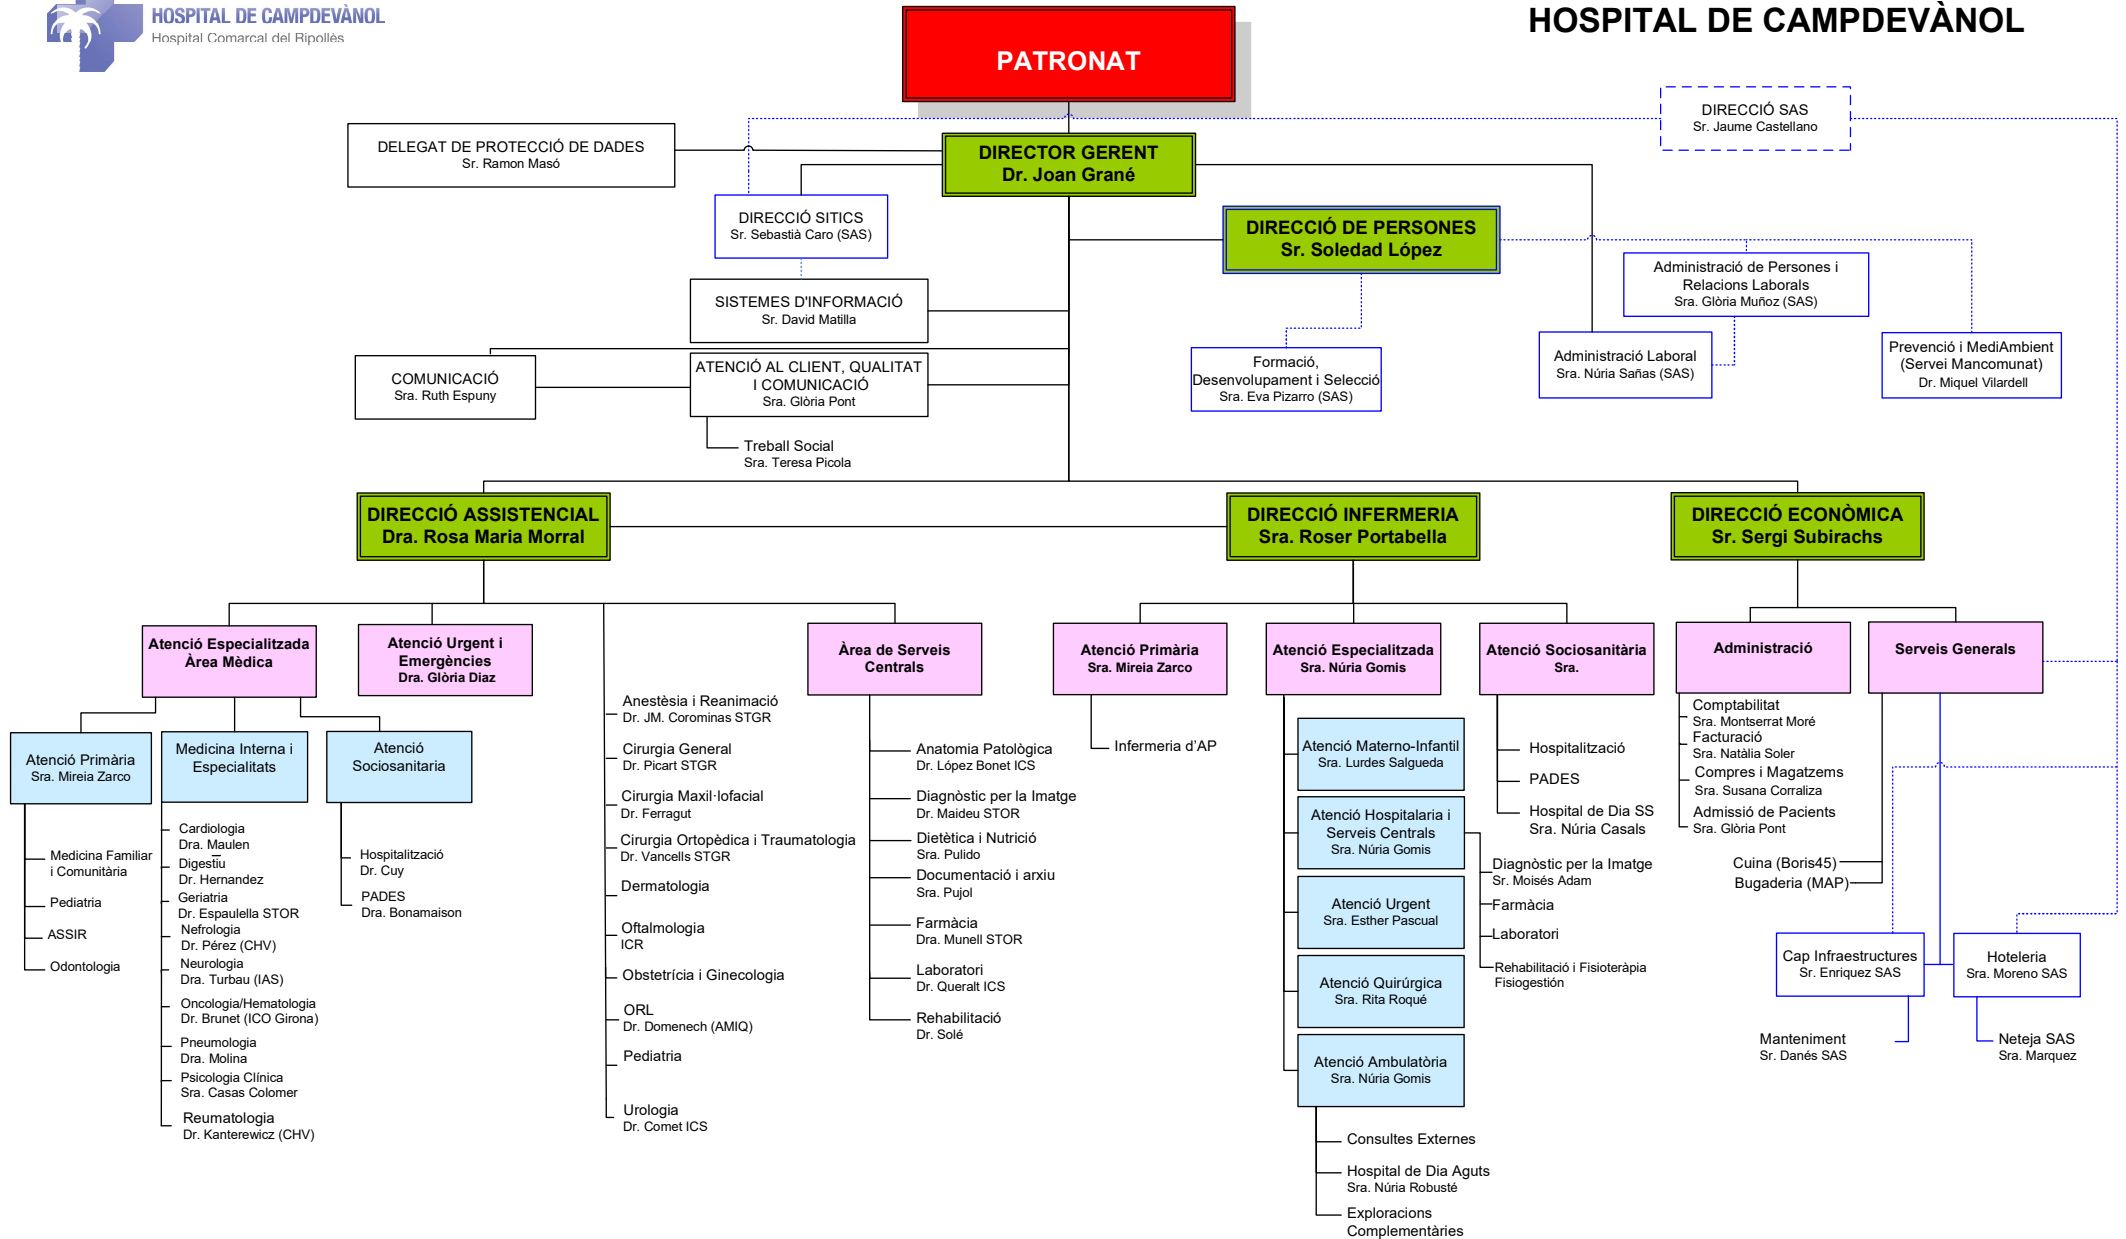 HOSPITAL DE CAMPDEVÀNOL
Hospital Comarcal del Ripollès
HOSPITAL DE CAMPDEVÀNOL
PATRONAT
DIRECCIÓ SAS
Sr. Jaume Castellano
DELEGAT DE PROTECCIÓ DE DADES
Sr. Ramon Masó
DIRECTOR GERENT
Dr. Joan Grané
DIRECCIÓ SITICS
Sr. Sebastià Caro (SAS)
DIRECCIÓ DE PERSONES
Sr. Soledad López
Administració de Persones i
Relacions Laborals
Sra. Glòria Muñoz (SAS)
SISTEMES D'INFORMACIÓ
Sr. David Matilla
COMUNICACIÓ
Sra. Ruth Espuny
ATENCIÓ AL CLIENT, QUALITAT
I COMUNICACIÓ
Sra. Glòria Pont
Formació,
Desenvolupament i Selecció
Sra. Eva Pizarro (SAS)
Administració Laboral
Sra. Núria Sañas (SAS)
Prevenció i MediAmbient
(Servei Mancomunat)
Dr. Miquel Vilardell
Treball Social
Sra. Teresa Picola
DIRECCIÓ ASSISTENCIAL
Dra. Rosa Maria Morral
DIRECCIÓ INFERMERIA
Sra. Roser Portabella
DIRECCIÓ ECONÒMICA
Sr. Sergi Subirachs
Atenció Especialitzada
Àrea Mèdica
Atenció Urgent i
Emergències
Dra. Glòria Diaz
Àrea de Serveis
Centrals
Atenció Primària
Sra. Mireia Zarco
Atenció Especialitzada
Sra. Núria Gomis
Atenció Sociosanitària
Sra.
Administració
Serveis Generals
Atenció Primària
Sra. Mireia Zarco
Medicina Interna i
Especialitats
Atenció
Sociosanitaria
Medicina Familiar
i Comunitària
Pediatria
ASSIR
Odontologia
Cardiologia
Dra. Maulen
Digestiu
Dr. Hernandez
Geriatria
Dr. Espaulella STOR
Nefrologia
Dr. Pérez (CHV)
Neurologia
Dra. Turbau (IAS)
Oncologia/Hematologia
Dr. Brunet (ICO Girona)
Pneumologia
Dra. Molina
Psicologia Clínica
Sra. Casas Colomer
Reumatologia
Dr. Kanterewicz (CHV)
Hospitalització
Dr. Cuy
PADES
Dra. Bonamaison
Anestèsia i Reanimació
Dr. JM. Corominas STGR
Cirurgia General
Dr. Picart STGR
Cirurgia Maxil·lofacial
Dr. Ferragut
Cirurgia Ortopèdica i Traumatologia
Dr. Vancells STGR
Dermatologia
Oftalmologia
ICR
Obstetrícia i Ginecologia
ORL
Dr. Domenech (AMIQ)
Pediatria
Urologia
Dr. Comet ICS
Anatomia Patològica
Dr. López Bonet ICS
Diagnòstic per la Imatge
Dr. Maideu STOR
Dietètica i Nutrició
Sra. Pulido
Documentació i arxiu
Sra. Pujol
Farmàcia
Dra. Munell STOR
Laboratori
Dr. Queralt ICS
Rehabilitació
Dr. Solé
Infermeria d'AP
Atenció Materno-Infantil
Sra. Lurdes Salgueda
Atenció Hospitalaria i
Serveis Centrals
Sra. Núria Gomis
Atenció Urgent
Sra. Esther Pascual
Atenció Quirúrgica
Sra. Rita Roqué
Atenció Ambulatòria
Sra. Núria Gomis
Consultes Externes
Hospital de Dia Aguts
Sra. Núria Robusté
Exploracions
Complementàries
Hospitalització
PADES
Hospital de Dia SS
Sra. Núria Casals
Diagnòstic per la Imatge
Sr. Moisés Adam
Farmàcia
Laboratori
Rehabilitació i Fisioteràpia
Fisiogestión
Comptabilitat
Sra. Montserrat Moré
Facturació
Sra. Natàlia Soler
Compres i Magatzems
Sra. Susana Corraliza
Admissió de Pacients
Sra. Glòria Pont
Cuina (Boris45)
Bugaderia (MAP)
Cap Infraestructures
Sr. Enriquez SAS
Hoteleria
Sra. Moreno SAS
Manteniment
Sr. Danés SAS
Neteja SAS
Sra. Marquez